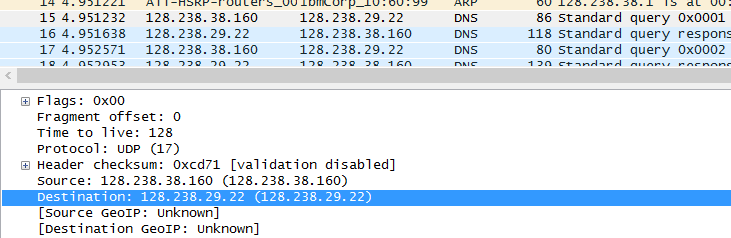 14 4.951221 All-HSRP-routers_00 IbmCorp_10:60:99 ARP 60 128.238.38.1 is at 00:
15 4.951232 128.238.38.160 128.238.29.22 DNS 86 Standard query 0x0001
16 4.951638 128.238.29.22 128.238.38.160 DNS 118 Standard query respons
17 4.952571 128.238.38.160 128.238.29.22 DNS 80 Standard query 0x0002
18 4.952953 128.238.29.22 128.238.38.160 DNS 139 Standard query respons
Flags: 0x00
Fragment offset: 0
Time to live: 128
Protocol: UDP (17)
Header checksum: 0xcd71 [validation disabled]
Source: 128.238.38.160 (128.238.38.160)
Destination: 128.238.29.22 (128.238.29.22)
[Source GeoIP: Unknown]
[Destination GeoIP: Unknown]